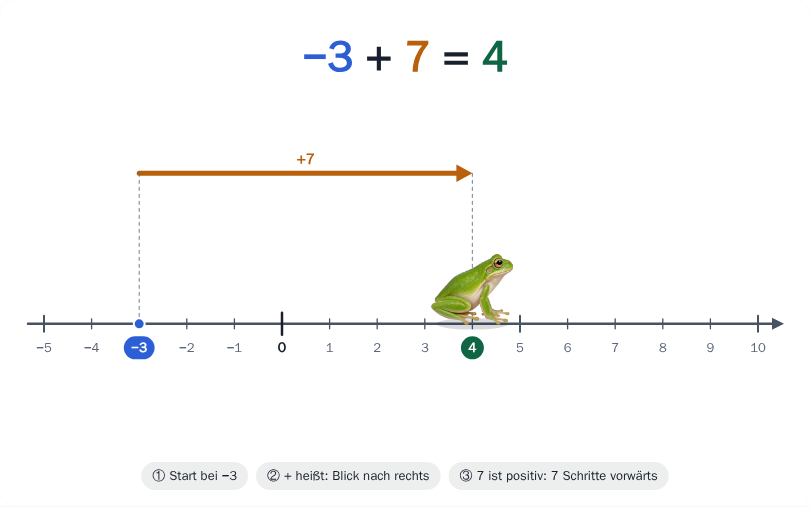 −3 + 7 = 4
+7
−5 −4 −3 −2 −1 0 1 2 3 4 5 6 7 8 9 10
① Start bei −3 ② + heißt: Blick nach rechts ③ 7 ist positiv: 7 Schritte vorwärts